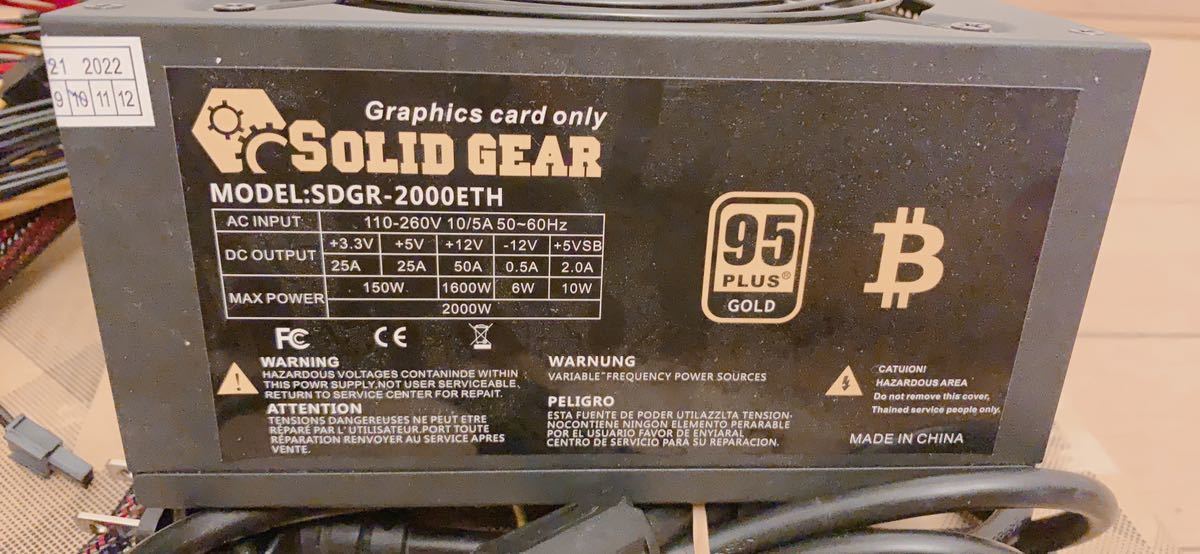 21 2022
9 10 11 12
Graphics card only
SOLID GEAR
MODEL:SDGR-2000ETH
AC INPUT 110-260V 10/5A 50~60Hz
DC OUTPUT +3.3V +5V +12V -12V +5VSB
25A 25A 50A 0.5A 2.0A
MAX POWER 150W 1600W 6W 10W
2000W
95
PLUS®
GOLD
FC CE
WARNING
HAZARDOUS VOLTAGES CONTANINDE WITHIN
THIS POWR SUPPLY,NOT USER SERVICEABLE.
RETURN TO SERVICE CENTER FOR REPAIT.
ATTENTION
TENSIONS DANGEREUSES NE PEUT ETRE
RÉPARÉ PAR L' UTILISATEUR.PORT TOUTE
RÉPARATION RENVOYER AU SERVICE APRES
VENTE.
WARNUNG
VARIABLE-FREQUENCY POWER SOURCES
PELIGRO
ESTA FUENTE DE PODER UTILAZZLTA TENSION-
NOCONTIENE NINGÓN ELEMENTO PERARABLE
POR EL USUARIO FAVOR DE ENVIARAL
CENTRO DE SERVICIO PARA SU REPARACION.
CATUIONI
HAZARDOUS AREA
Do not remove this cover,
Thained service people only.
MADE IN CHINA